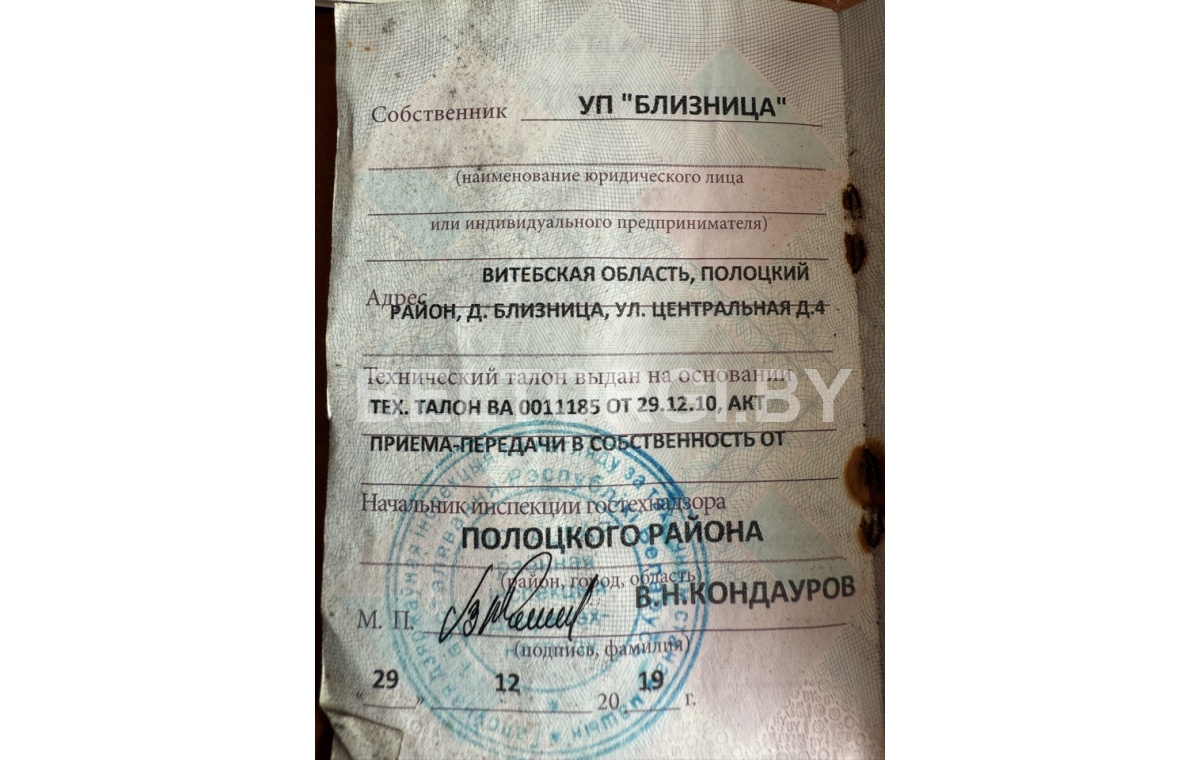 Собственник УП "БЛИЗНИЦА"
(наименование юридического лица
или индивидуального предпринимателя)
ВИТЕБСКАЯ ОБЛАСТЬ, ПОЛОЦКИЙ
Адрес
РАЙОН, Д. БЛИЗНИЦА, УЛ. ЦЕНТРАЛЬНАЯ Д.4
Технический талон выдан на основании
BELTORGI.BY
ТЕХ. ТАЛОН ВА 0011185 ОТ 29.12.10, АКТ
ПРИЕМА-ПЕРЕДАЧИ В СОБСТВЕННОСТЬ ОТ
Начальник инспекции гостехнадзора
ПОЛОЦКОГО РАЙОНА
(район, город, область)
В.Н.КОНДАУРОВ
М. П.
(подпись, фамилия)
" 29 " 12 20 19 г.